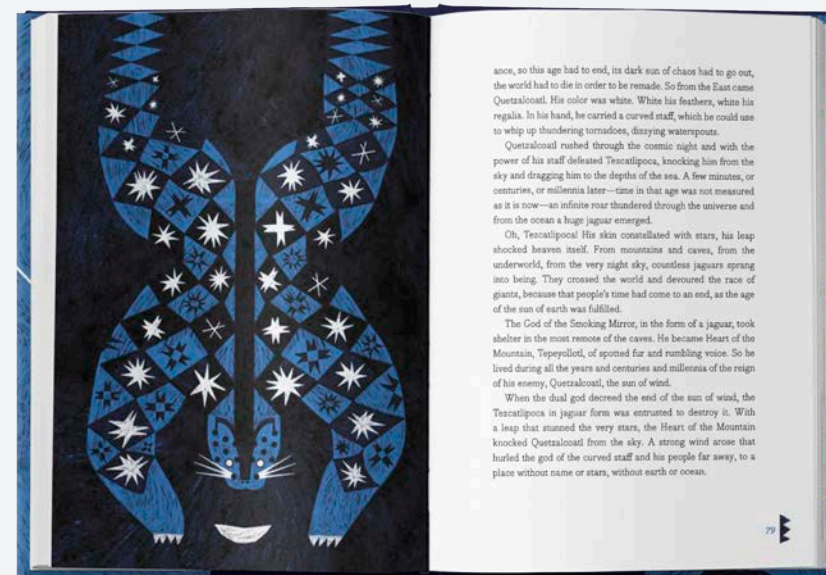 ance, so this age had to end, its dark sun of chaos had to go out,
the world had to die in order to be remade. So from the East came
Quetzalcoatl. His color was white. White his feathers, white his
regalia. In his hand, he carried a curved staff, which he could use
to whip up thundering tornadoes, dizzying waterspouts.
Quetzalcoatl rushed through the cosmic night and with the
power of his staff defeated Tezcatlipoca, knocking him from the
sky and dragging him to the depths of the sea. A few minutes, or
centuries, or millennia later—time in that age was not measured
as it is now—an infinite roar thundered through the universe and
from the ocean a huge jaguar emerged.
Oh, Tezcatlipoca! His skin constellated with stars, his leap
shocked heaven itself. From mountains and caves, from the
underworld, from the very night sky, countless jaguars sprang
into being. They crossed the world and devoured the race of
giants, because that people's time had come to an end, as the age
of the sun of earth was fulfilled.
The God of the Smoking Mirror, in the form of a jaguar, took
shelter in the most remote of the caves. He became Heart of the
Mountain, Tepeyollotl, of spotted fur and rumbling voice. So he
lived during all the years and centuries and millennia of the reign
of his enemy, Quetzalcoatl, the sun of wind.
When the dual god decreed the end of the sun of wind, the
Tezcatlipoca in jaguar form was entrusted to destroy it. With
a leap that stunned the very stars, the Heart of the Mountain
knocked Quetzalcoatl from the sky. A strong wind arose that
hurled the god of the curved staff and his people far away, to a
place without name or stars, without earth or ocean.
79